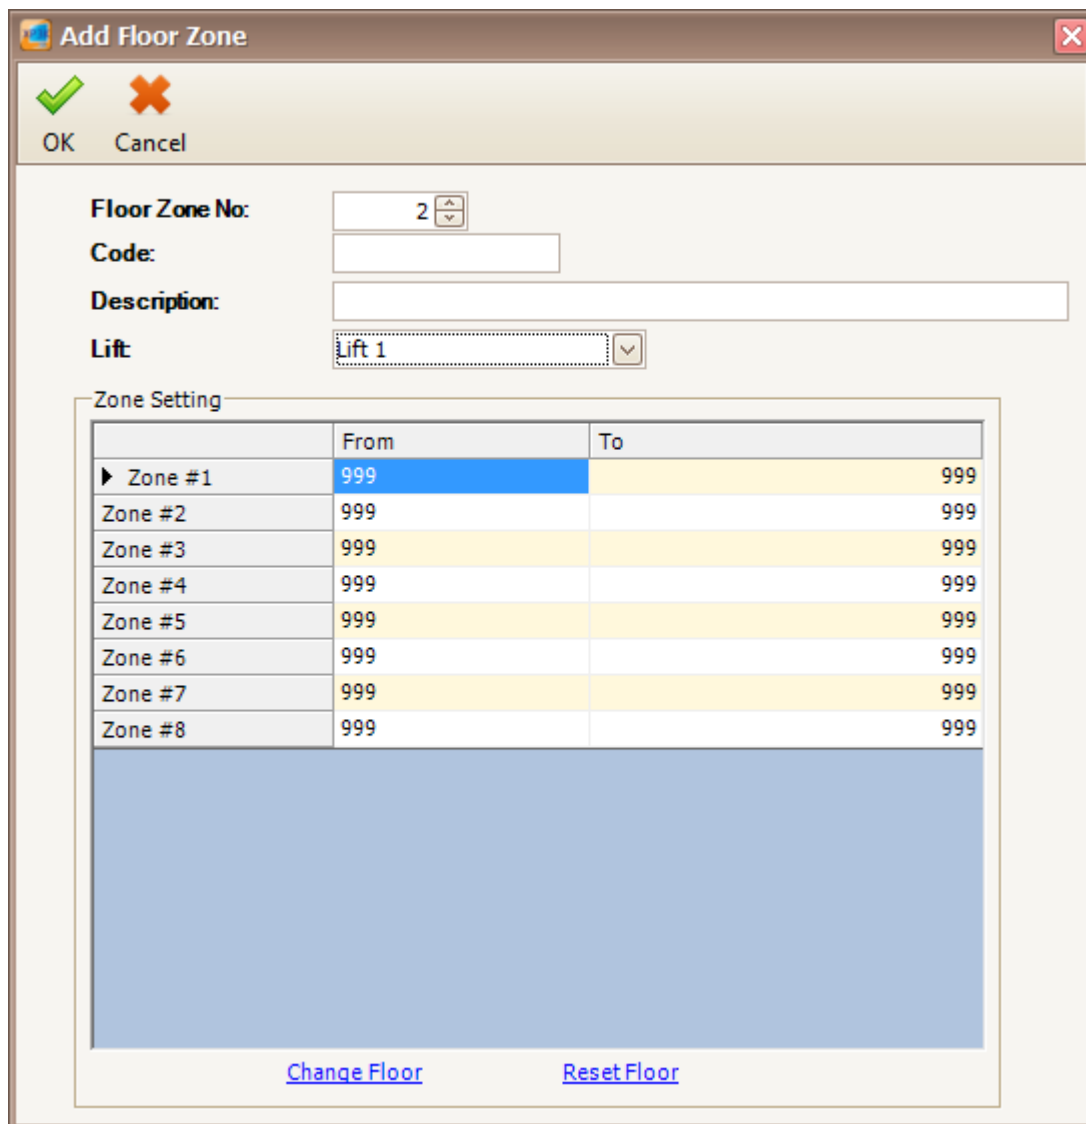 Add Floor Zone
OK Cancel
Floor Zone No: 2
Code:
Description:
Lift: Lift 1
Zone Setting
From To
Zone #1 999 999
Zone #2 999 999
Zone #3 999 999
Zone #4 999 999
Zone #5 999 999
Zone #6 999 999
Zone #7 999 999
Zone #8 999 999
Change Floor Reset Floor